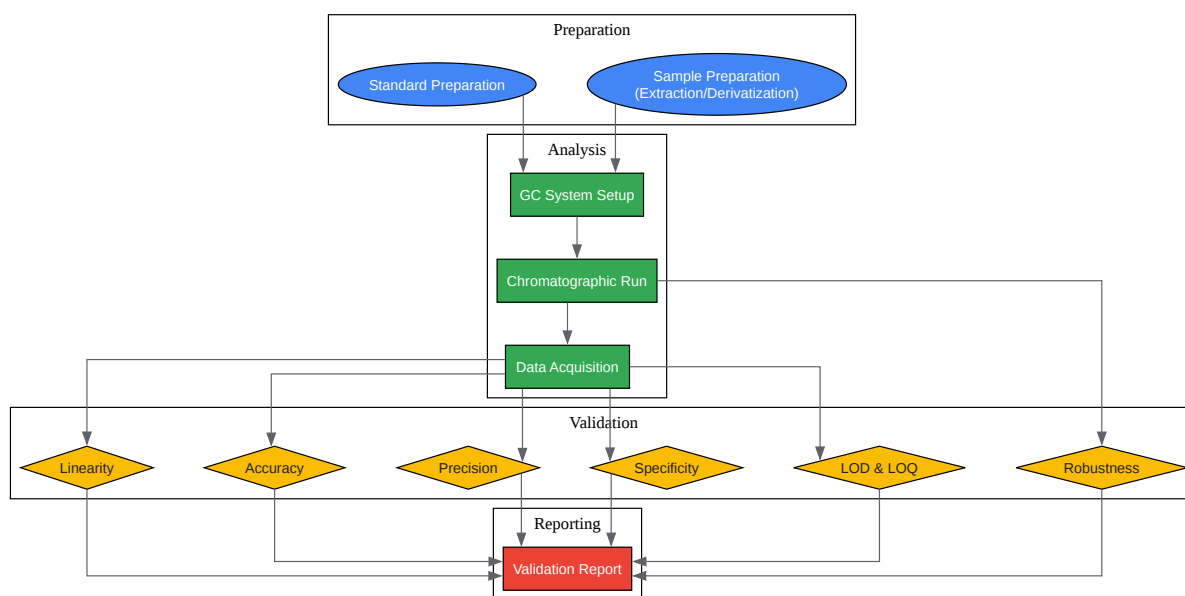 Preparation
Standard Preparation
Sample Preparation
(Extraction/Derivatization)
Analysis
GC System Setup
Chromatographic Run
Data Acquisition
Validation
Linearity
Accuracy
Precision
Specificity
LOD & LOQ
Robustness
Reporting
Validation Report